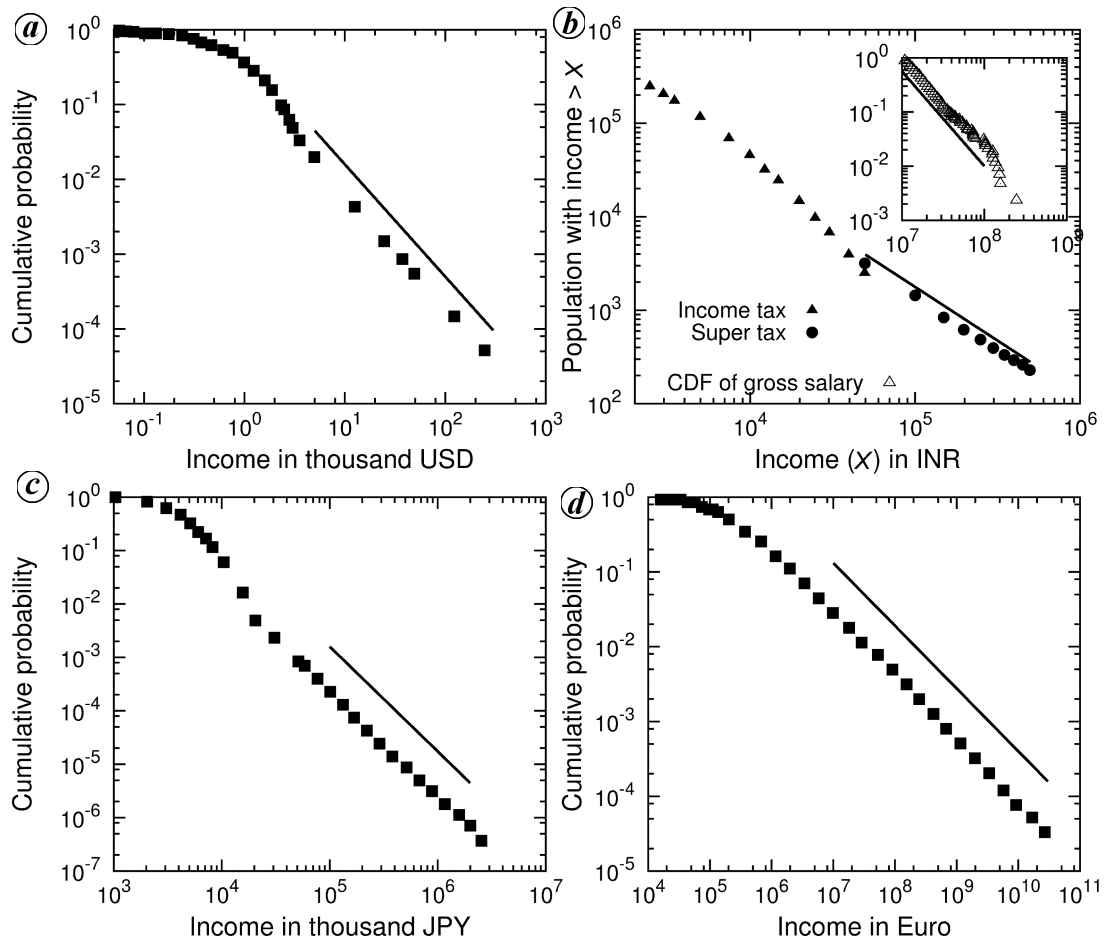 a
10^0
10^-1
10^-2
10^-3
10^-4
10^-5
Cumulative probability
10^-1 10^0 10^1 10^2 10^3
Income in thousand USD
b
10^6
10^5
10^4
10^3
10^2
Population with income > X
10^0
10^-1
10^-2
10^-3
10^7 10^8 10^9
Income tax
Super tax
CDF of gross salary
10^4 10^5 10^6
Income (X) in INR
c
10^0
10^-1
10^-2
10^-3
10^-4
10^-5
10^-6
10^-7
Cumulative probability
10^3 10^4 10^5 10^6 10^7
Income in thousand JPY
d
10^0
10^-1
10^-2
10^-3
10^-4
10^-5
Cumulative probability
10^4 10^5 10^6 10^7 10^8 10^9 10^10 10^11
Income in Euro